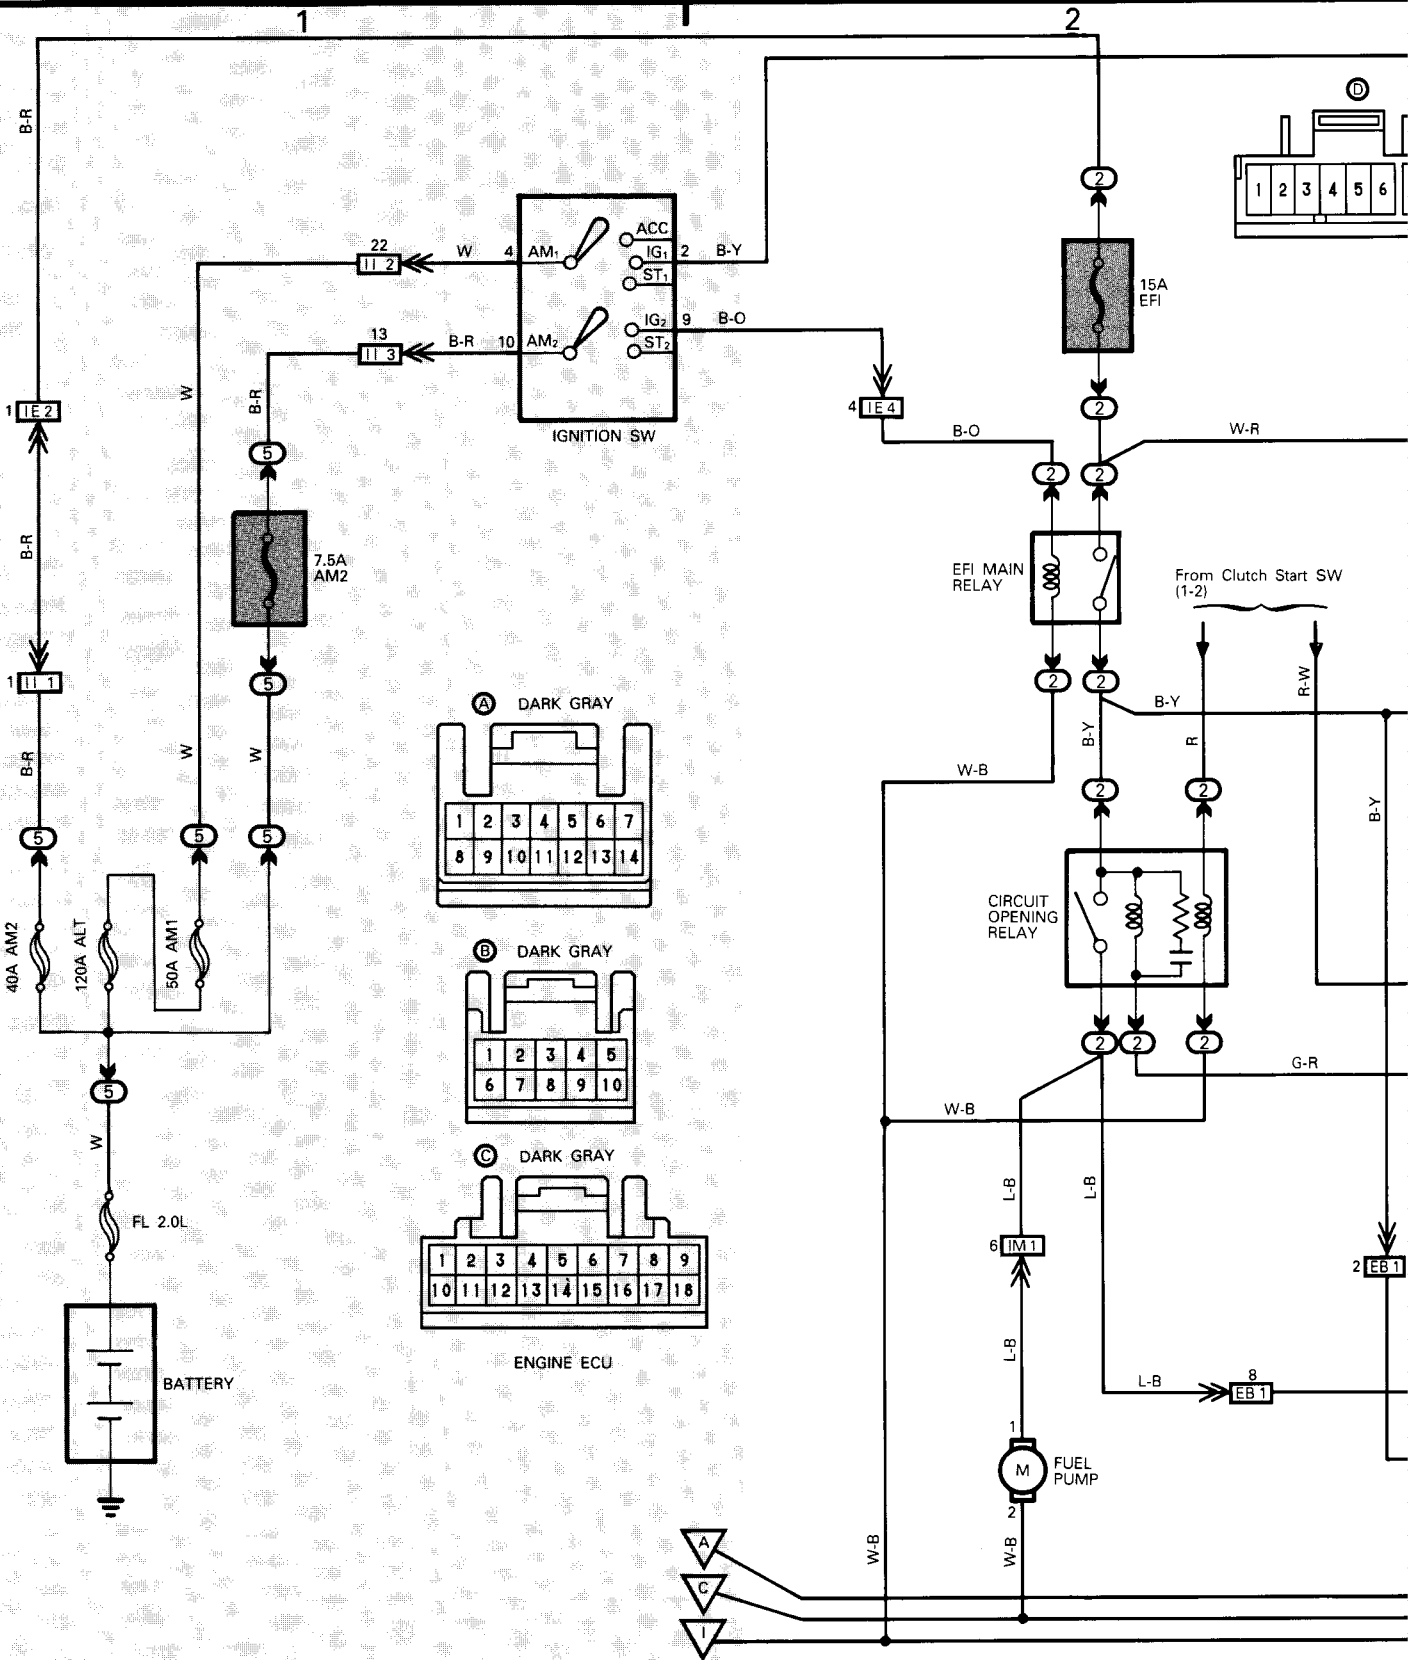 1
2
B-R
D
1 2 3 4 5 6
2
22
II 2
W
4
AM1
ACC
IG1
ST1
2
B-Y
15A
EFI
13
II 3
B-R
10
AM2
IG2
ST2
9
B-O
IGNITION SW
W
B-R
1
IE 2
4
IE 4
2
B-O
W-R
5
2
2
B-R
7.5A
AM2
EFI MAIN
RELAY
From Clutch Start SW
(1-2)
1
II 1
5
2
2
R-W
B-Y
B-Y
R
B-R
W
W
A
DARK GRAY
1 2 3 4 5 6 7
8 9 10 11 12 13 14
W-B
2
2
B-Y
5
5
5
CIRCUIT
OPENING
RELAY
40A AM2
120A ALT
50A AM1
B
DARK GRAY
1 2 3 4 5
6 7 8 9 10
2
2
2
G-R
5
W
W-B
C
DARK GRAY
1 2 3 4 5 6 7 8 9
10 11 12 13 14 15 16 17 18
ENGINE ECU
FL 2.0L
L-B
L-B
6
IM 1
2
EB 1
BATTERY
L-B
L-B
8
EB 1
1
M
FUEL
PUMP
2
W-B
W-B
A
C
I